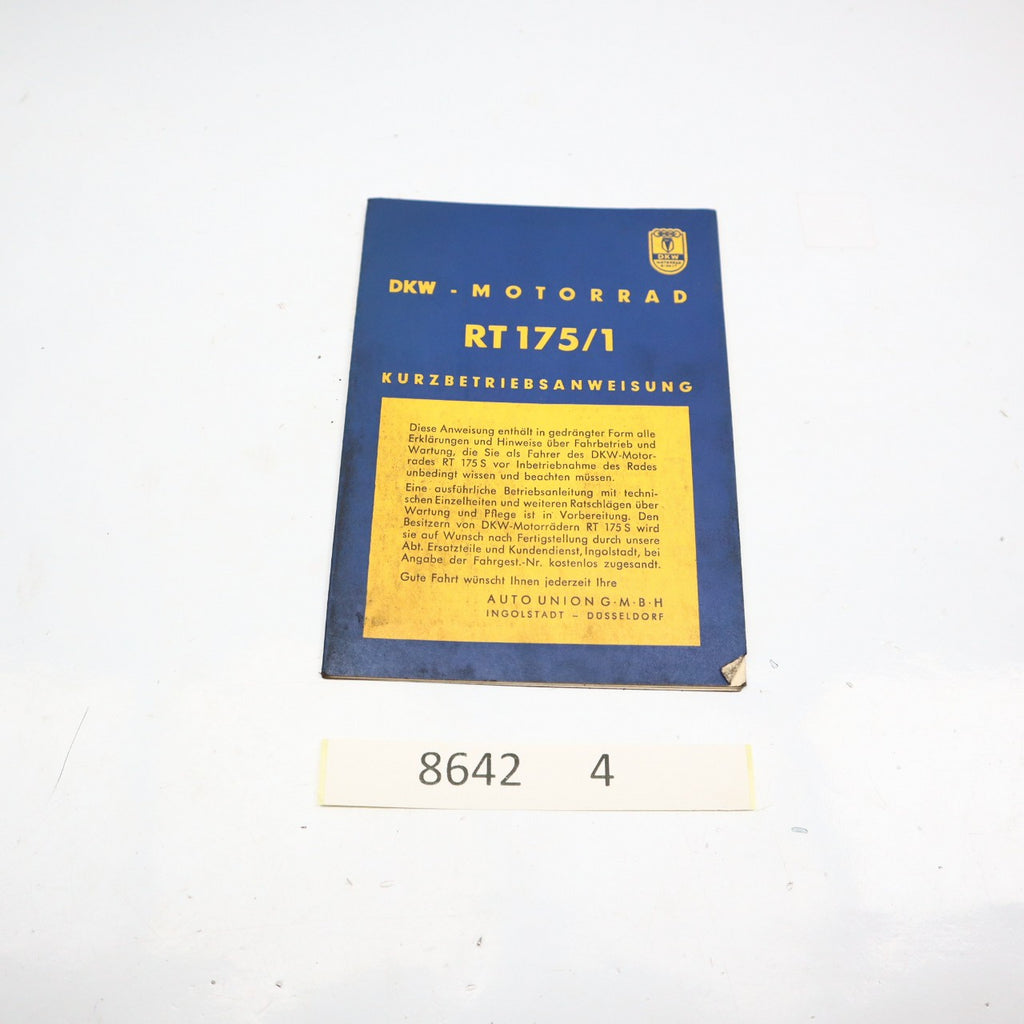 DKW
DKW - MOTORRAD
RT 175/1
KURZBETRIEBSANWEISUNG
Diese Anweisung enthält in gedrängter Form alle
Erklärungen und Hinweise über Fahrbetrieb und
Wartung, die Sie als Fahrer des DKW-Motor-
rades RT 175 S vor Inbetriebnahme des Rades
unbedingt wissen und beachten müssen.
Eine ausführliche Betriebsanleitung mit techni-
schen Einzelheiten und weiteren Ratschlägen über
Wartung und Pflege ist in Vorbereitung. Den
Besitzern von DKW-Motorrädern RT 175 S wird
sie auf Wunsch nach Fertigstellung durch unsere
Abt. Ersatzteile und Kundendienst, Ingolstadt, bei
Angabe der Fahrgest.-Nr. kostenlos zugesandt.
Gute Fahrt wünscht Ihnen jederzeit Ihre
AUTO UNION G·M·B·H
INGOLSTADT – DÜSSELDORF
8642 4